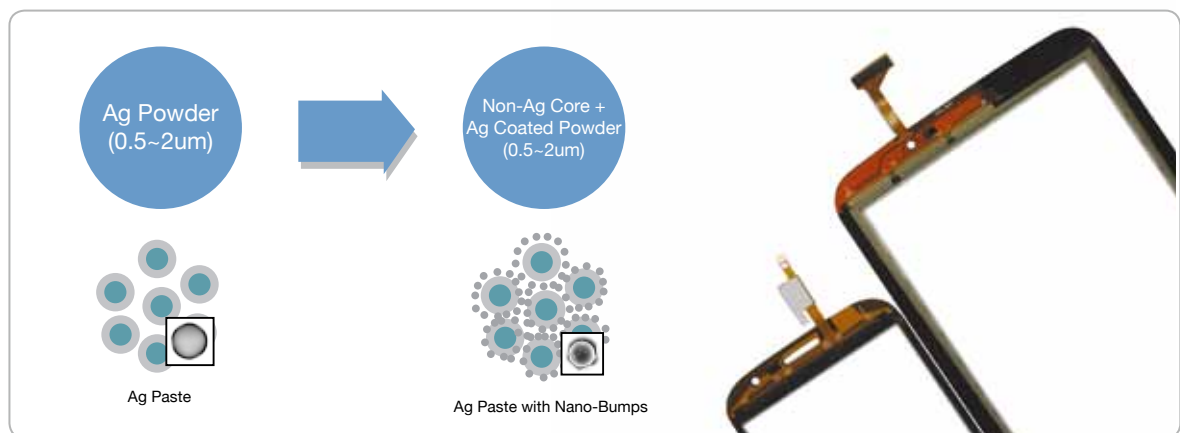 Ag Powder
(0.5~2um)
Non-Ag Core +
Ag Coated Powder
(0.5~2um)
Ag Paste
Ag Paste with Nano-Bumps